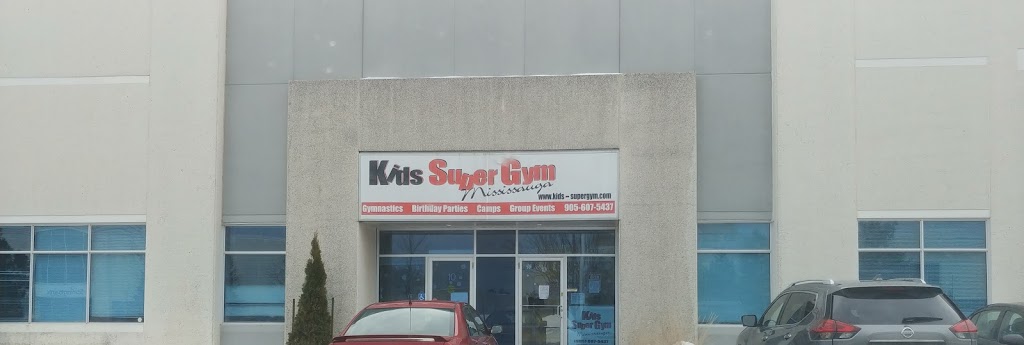 Kids Super Gym
Mississauga
www.kids - supergym.com
Gymnastics Birthday Parties Camps Group Events 905-607-5437
10
Kids
Super Gym